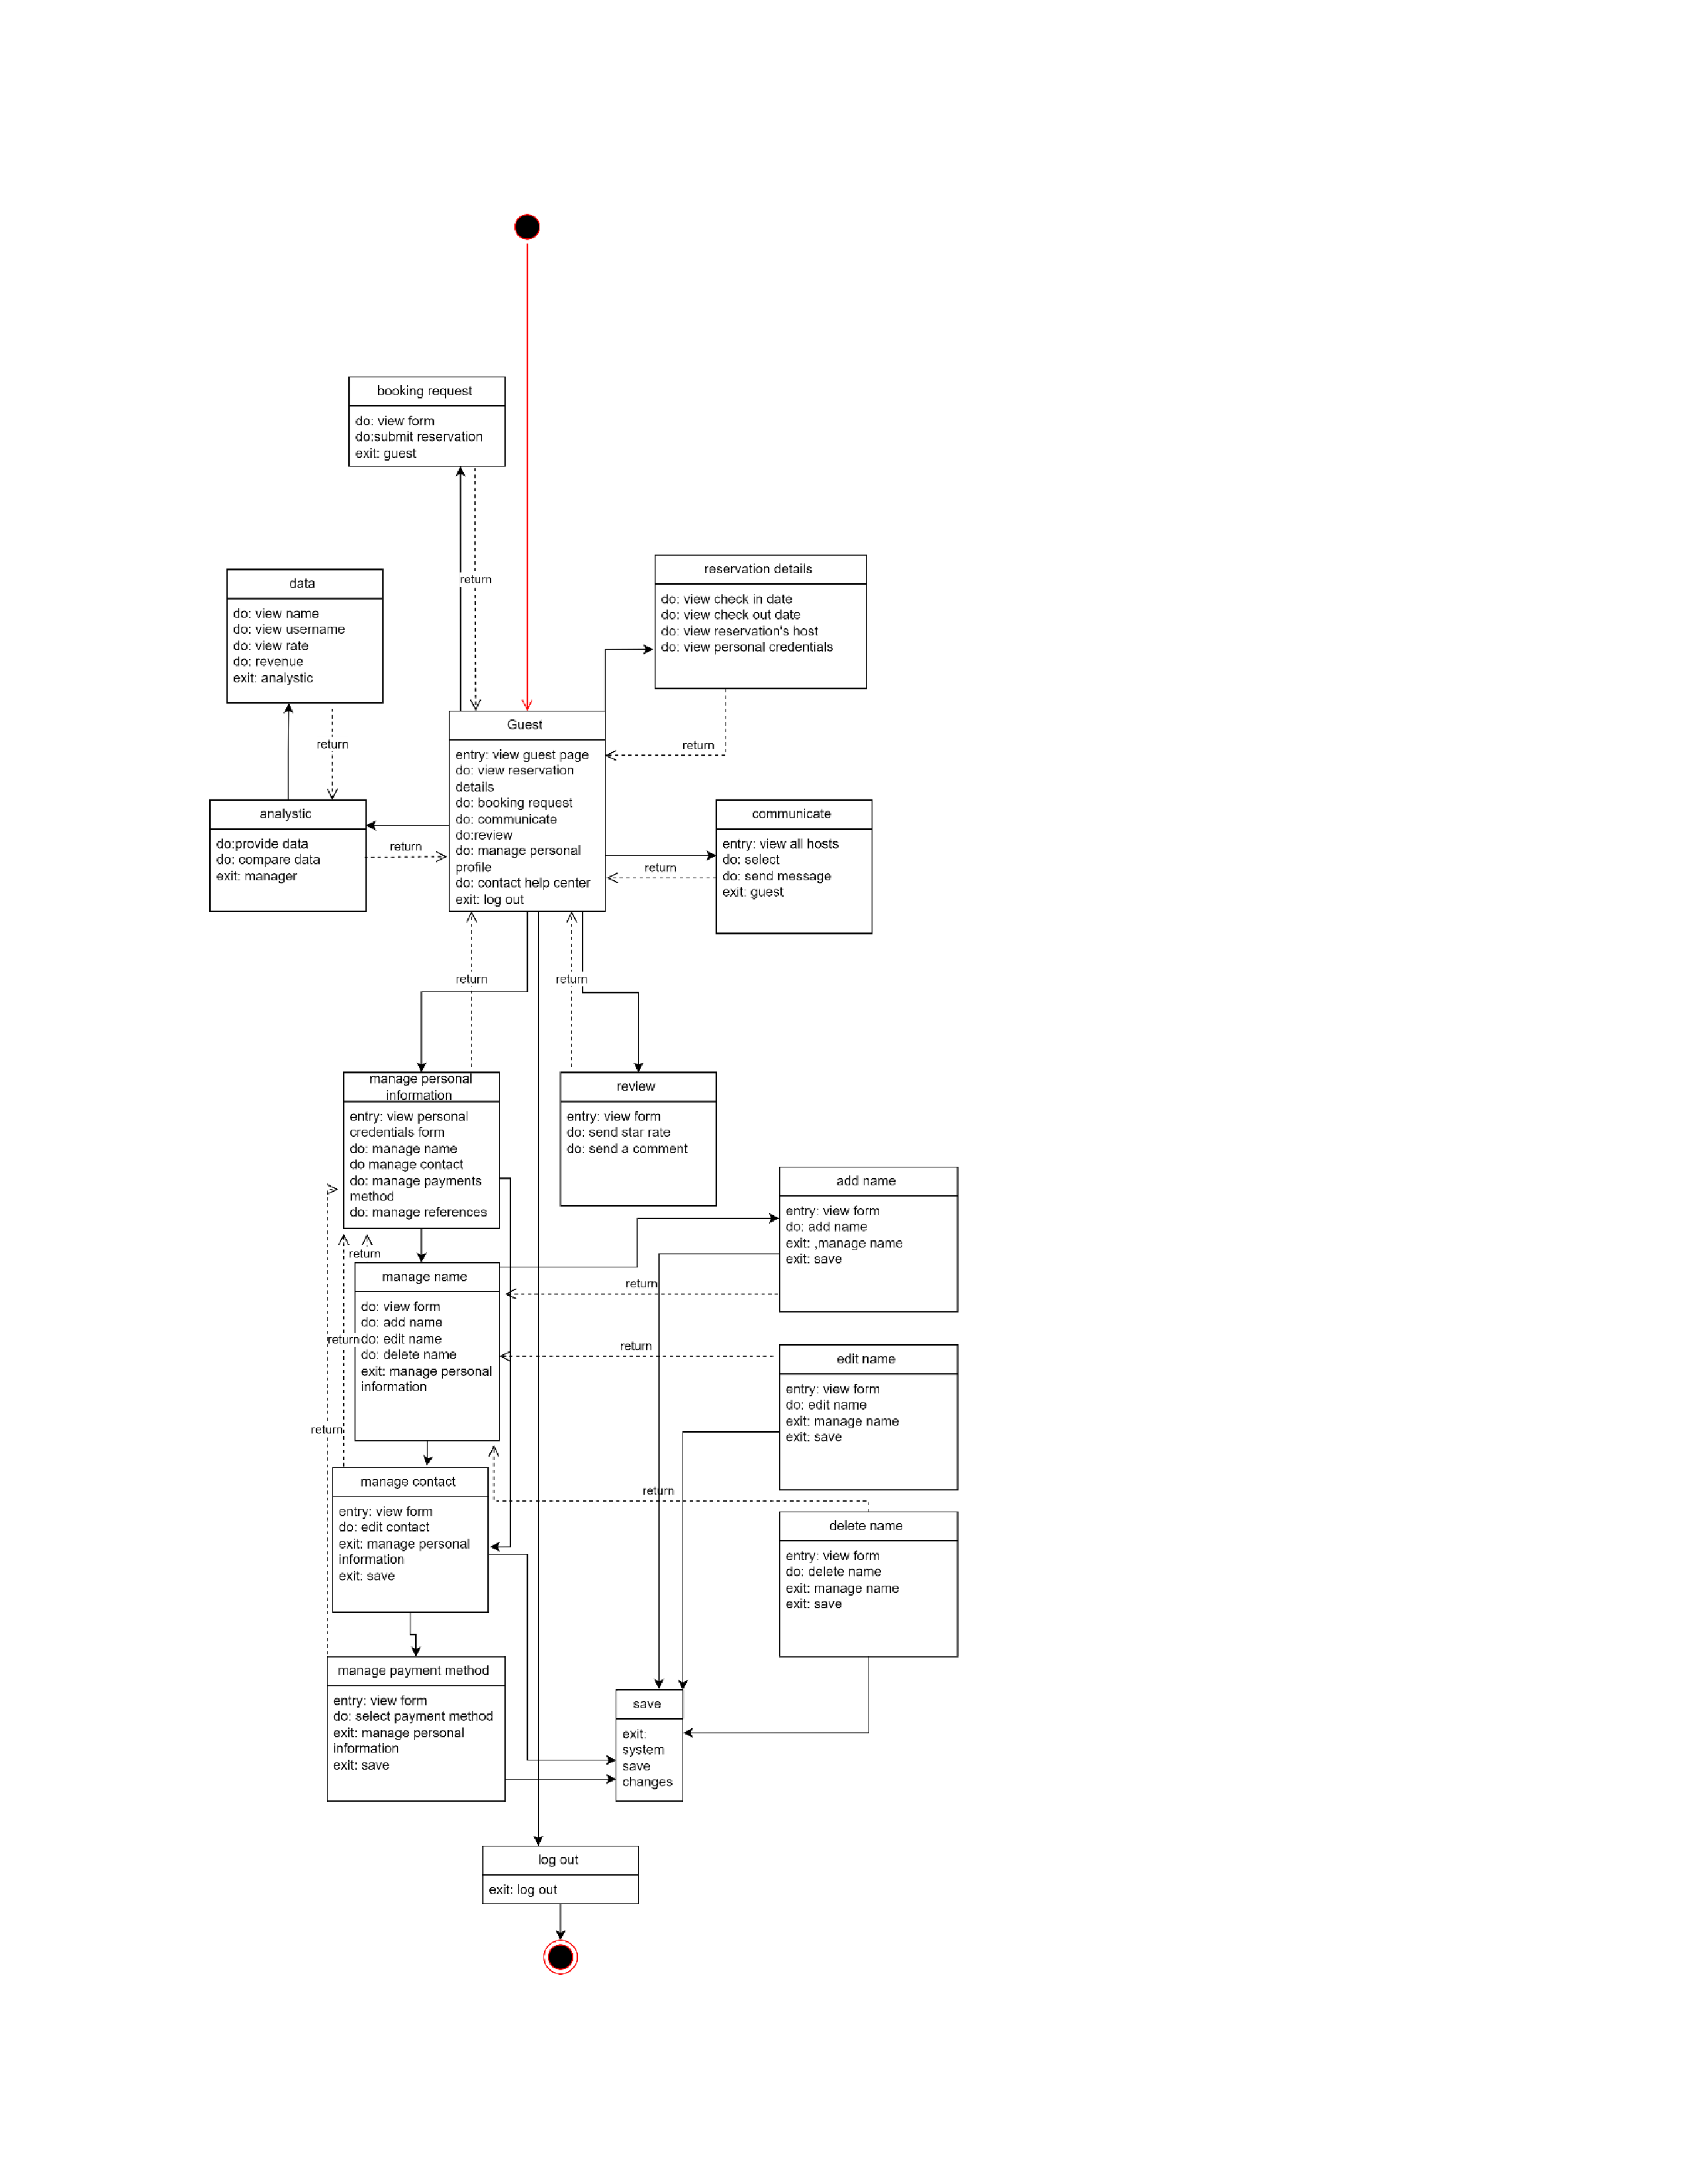 booking request
do: view form
do:submit reservation
exit: guest
return
reservation details
do: view check in date
do: view check out date
do: view reservation's host
do: view personal credentials
return
data
do: view name
do: view username
do: view rate
do: revenue
exit: analystic
return
Guest
entry: view guest page
do: view reservation
details
do: booking request
do: communicate
do:review
do: manage personal
profile
do: contact help center
exit: log out
analystic
do:provide data
do: compare data
exit: manager
return
communicate
entry: view all hosts
do: select
do: send message
exit: guest
return
return
return
manage personal
information
entry: view personal
credentials form
do: manage name
do manage contact
do: manage payments
method
do: manage references
review
entry: view form
do: send star rate
do: send a comment
add name
entry: view form
do: add name
exit: ,manage name
exit: save
return
return
manage name
do: view form
do: add name
do: edit name
do: delete name
exit: manage personal
information
return
return
edit name
entry: view form
do: edit name
exit: manage name
exit: save
return
manage contact
entry: view form
do: edit contact
exit: manage personal
information
exit: save
return
delete name
entry: view form
do: delete name
exit: manage name
exit: save
manage payment method
entry: view form
do: select payment method
exit: manage personal
information
exit: save
save
exit:
system
save
changes
log out
exit: log out